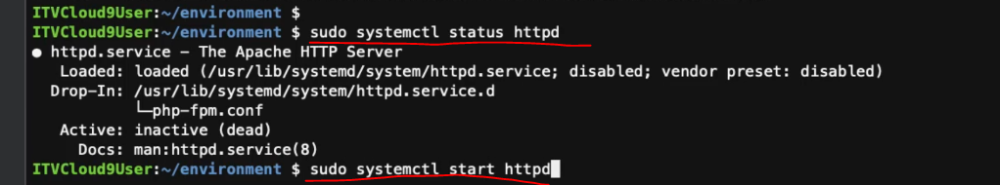 ITVCloud9User:~/environment $
ITVCloud9User:~/environment $ sudo systemctl status httpd
● httpd.service - The Apache HTTP Server
   Loaded: loaded (/usr/lib/systemd/system/httpd.service; disabled; vendor preset: disabled)
  Drop-In: /usr/lib/systemd/system/httpd.service.d
           └─php-fpm.conf
   Active: inactive (dead)
     Docs: man:httpd.service(8)
ITVCloud9User:~/environment $ sudo systemctl start httpd